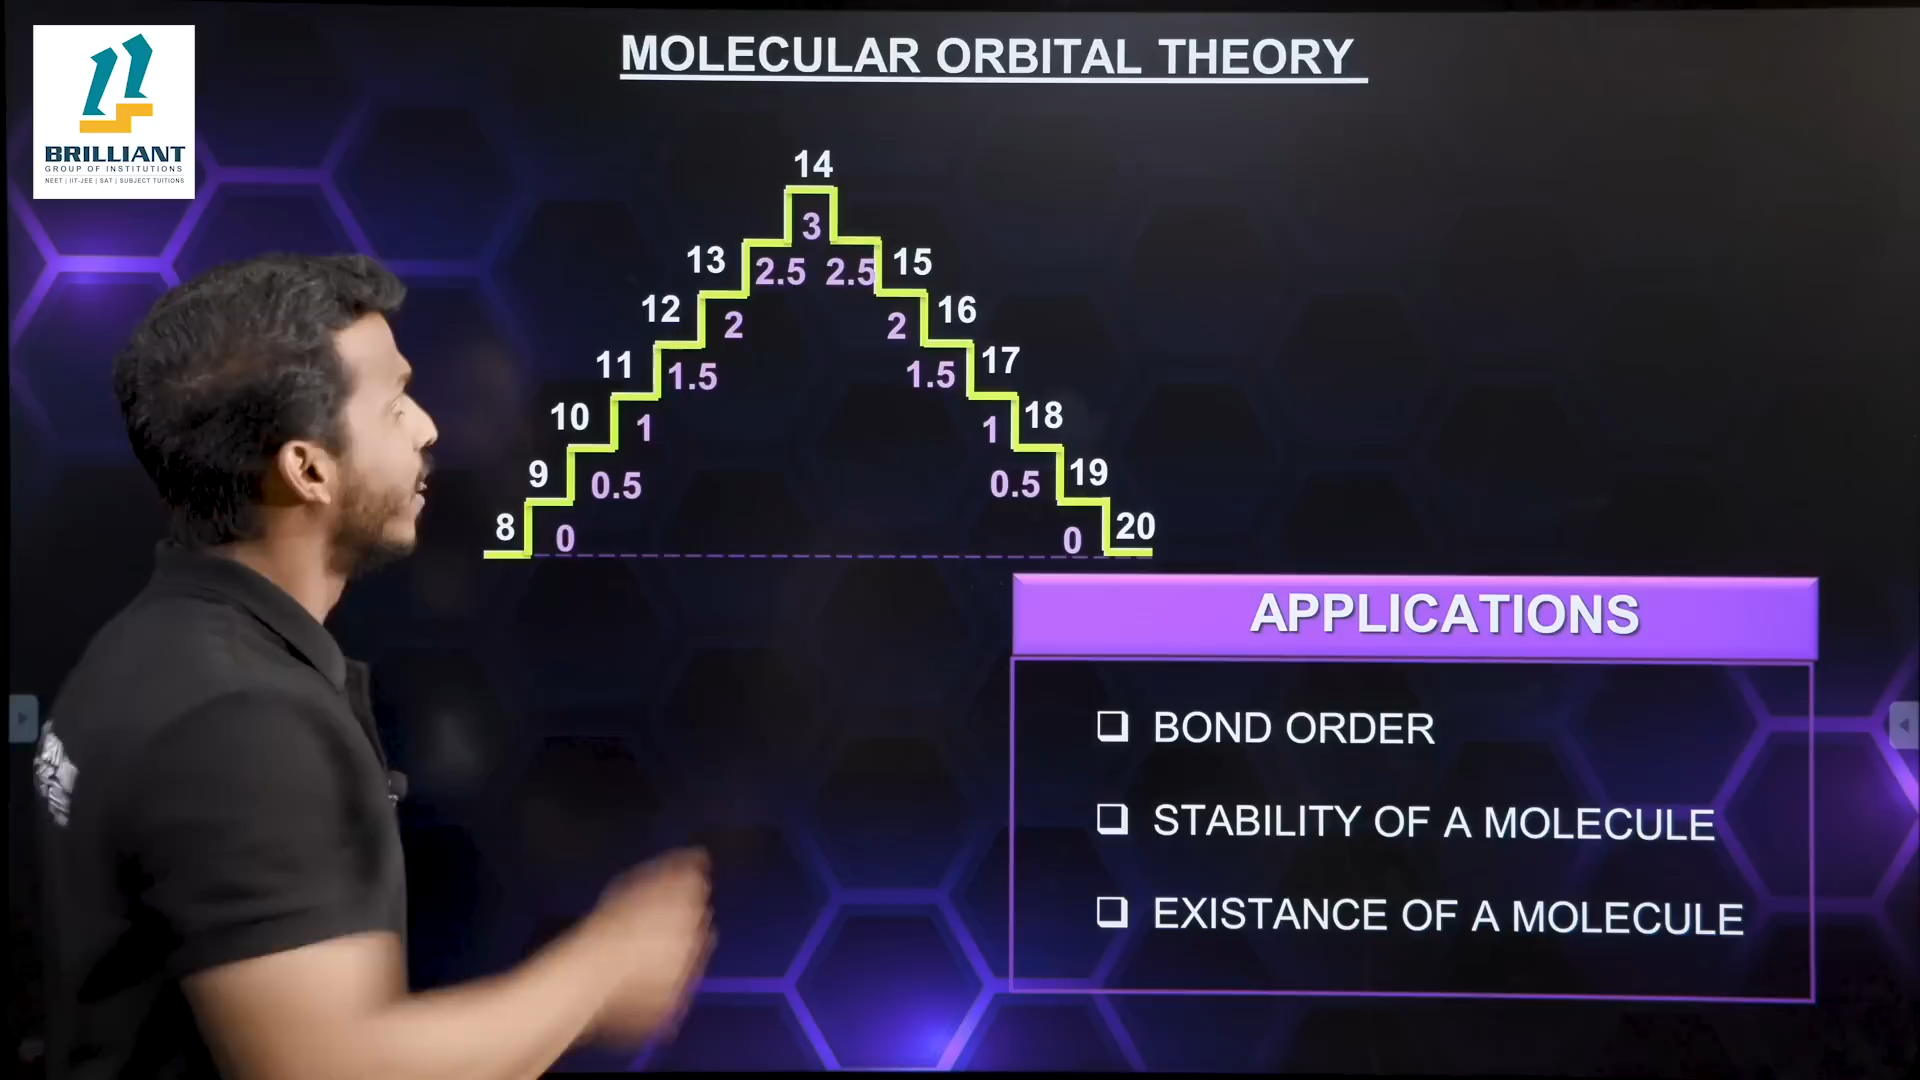 BRILLIANT
GROUP OF INSTITUTIONS
NEET | IIT-JEE | SAT | SUBJECT TUITIONS
MOLECULAR ORBITAL THEORY
14
3
13 2.5 2.5 15
12 2 2 16
11 1.5 1.5 17
10 1 1 18
9 0.5 0.5 19
8 0 0 20
APPLICATIONS
❑ BOND ORDER
❑ STABILITY OF A MOLECULE
❑ EXISTANCE OF A MOLECULE